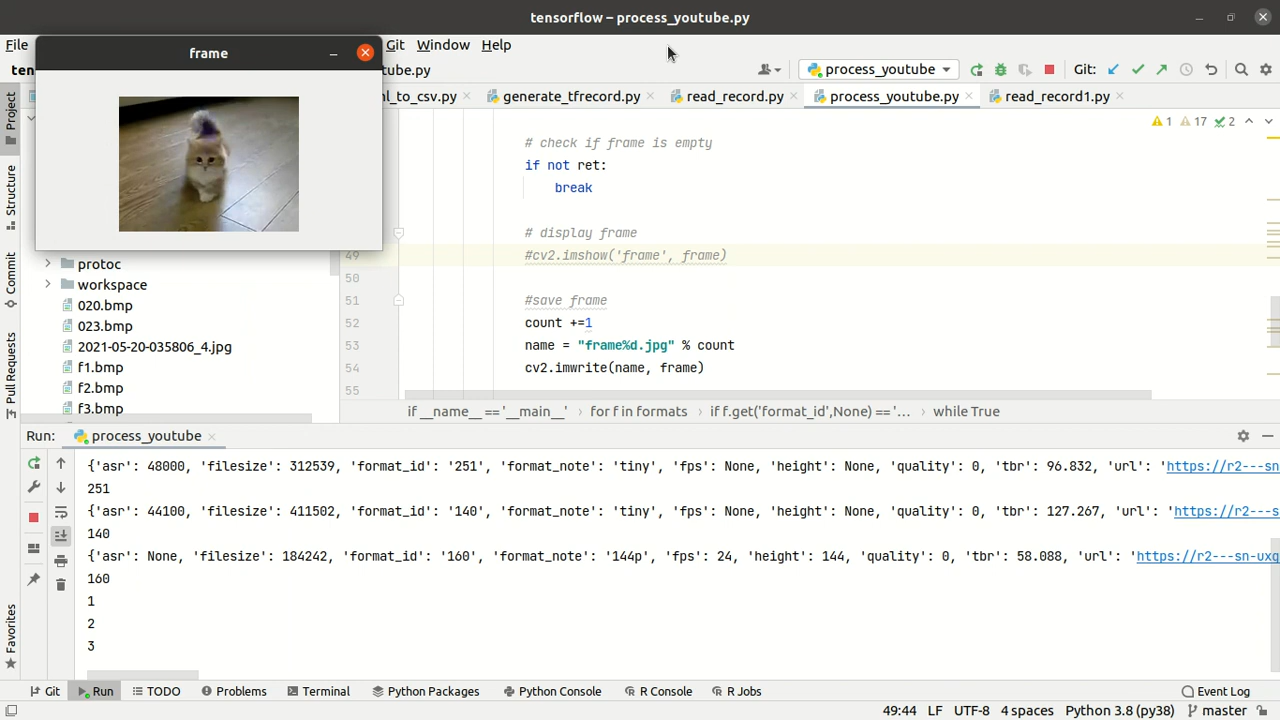 tensorflow – process_youtube.py
File
Git Window Help
frame
ten
ube.py
process_youtube
Git:
nl_to_csv.py
generate_tfrecord.py
read_record.py
process_youtube.py
read_record1.py
1 17 2
# check if frame is empty
if not ret:
break
# display frame
49 #cv2.imshow('frame', frame)
50
51 #save frame
52 count +=1
53 name = "frame%d.jpg" % count
54 cv2.imwrite(name, frame)
55
Project
Structure
Commit
Pull Requests
Favorites
protoc
workspace
020.bmp
023.bmp
2021-05-20-035806_4.jpg
f1.bmp
f2.bmp
f3.bmp
if __name__ == '__main__' for f in formats if f.get('format_id',None) == '... while True
Run: process_youtube
{'asr': 48000, 'filesize': 312539, 'format_id': '251', 'format_note': 'tiny', 'fps': None, 'height': None, 'quality': 0, 'tbr': 96.832, 'url': 'https://r2---sn
251
{'asr': 44100, 'filesize': 411502, 'format_id': '140', 'format_note': 'tiny', 'fps': None, 'height': None, 'quality': 0, 'tbr': 127.267, 'url': 'https://r2---s
140
{'asr': None, 'filesize': 184242, 'format_id': '160', 'format_note': '144p', 'fps': 24, 'height': 144, 'quality': 0, 'tbr': 58.088, 'url': 'https://r2---sn-uxq
160
1
2
3
Git Run TODO Problems Terminal Python Packages Python Console R Console R Jobs Event Log
49:44 LF UTF-8 4 spaces Python 3.8 (py38) master